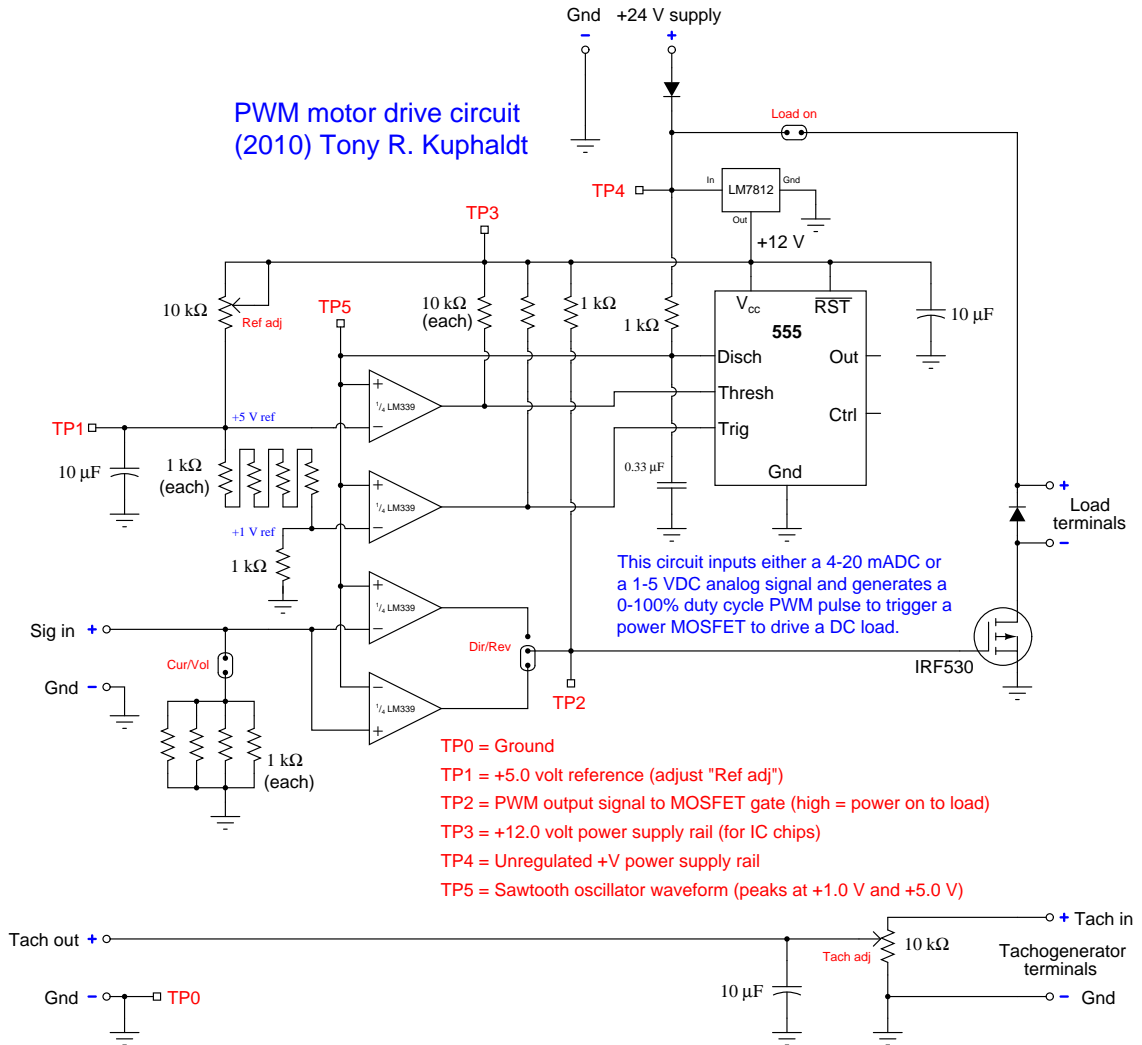 Gnd +24 V supply
- +
PWM motor drive circuit
(2010) Tony R. Kuphaldt
Load on
TP4
In LM7812 Gnd
Out
+12 V
TP3
10 kΩ
Ref adj
TP5
10 kΩ
(each)
1 kΩ
1 kΩ
Vcc RST
555
10 µF
Disch Out
Thresh
Ctrl
Trig
Gnd
+
1/4 LM339
-
TP1
+5 V ref
10 µF
1 kΩ
(each)
0.33 µF
+
1/4 LM339
-
+1 V ref
1 kΩ
+
Load
terminals
-
This circuit inputs either a 4-20 mADC or
a 1-5 VDC analog signal and generates a
0-100% duty cycle PWM pulse to trigger a
power MOSFET to drive a DC load.
+
1/4 LM339
-
Sig in +
Cur/Vol
Dir/Rev
IRF530
Gnd -
-
1/4 LM339
+
TP2
1 kΩ
(each)
TP0 = Ground
TP1 = +5.0 volt reference (adjust "Ref adj")
TP2 = PWM output signal to MOSFET gate (high = power on to load)
TP3 = +12.0 volt power supply rail (for IC chips)
TP4 = Unregulated +V power supply rail
TP5 = Sawtooth oscillator waveform (peaks at +1.0 V and +5.0 V)
+ Tach in
Tach out +
Tach adj
10 kΩ
Tachogenerator
terminals
10 µF
Gnd - TP0
- Gnd